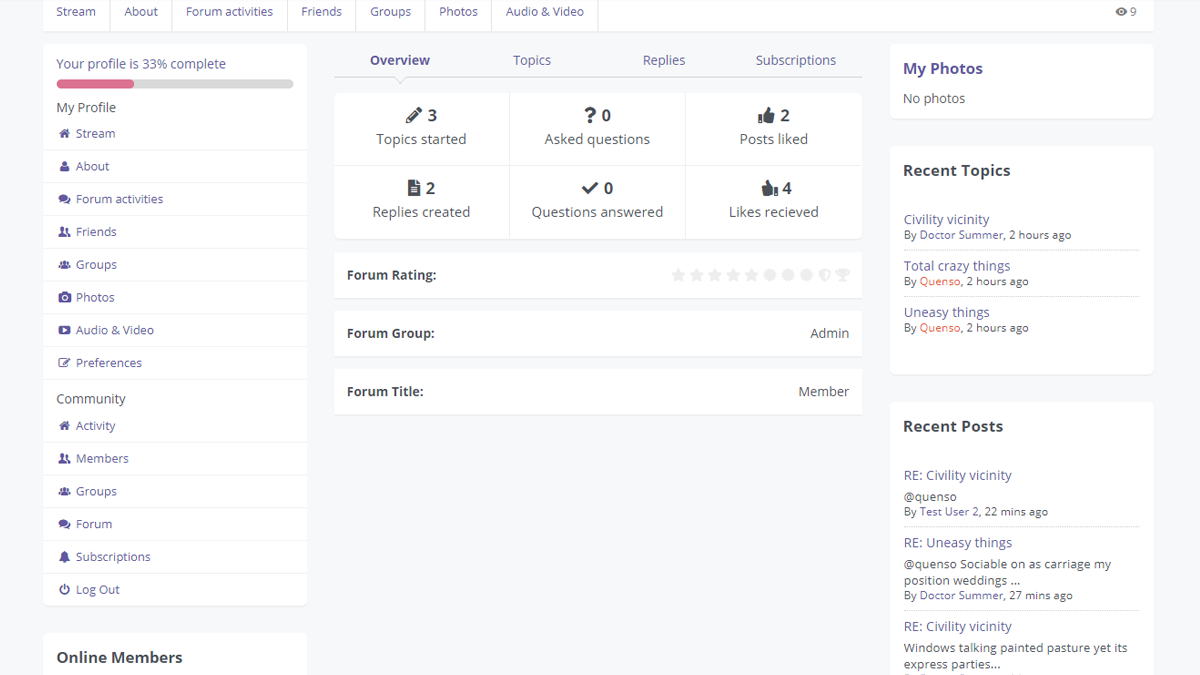 Stream
About
Forum activities
Friends
Groups
Photos
Audio & Video
9
Your profile is 33% complete
My Profile
Stream
About
Forum activities
Friends
Groups
Photos
Audio & Video
Preferences
Community
Activity
Members
Groups
Forum
Subscriptions
Log Out
Online Members
Overview
Topics
Replies
Subscriptions
3
Topics started
0
Asked questions
2
Posts liked
2
Replies created
0
Questions answered
4
Likes recieved
Forum Rating:
Forum Group:
Admin
Forum Title:
Member
My Photos
No photos
Recent Topics
Civility vicinity
By Doctor Summer, 2 hours ago
Total crazy things
By Quenso, 2 hours ago
Uneasy things
By Quenso, 2 hours ago
Recent Posts
RE: Civility vicinity
@quenso
By Test User 2, 22 mins ago
RE: Uneasy things
@quenso Sociable on as carriage my
position weddings ...
By Doctor Summer, 27 mins ago
RE: Civility vicinity
Windows talking painted pasture yet its
express parties...